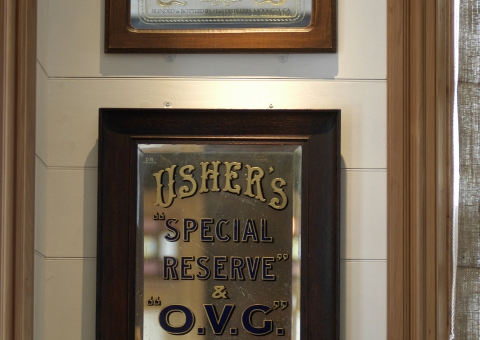 USHER'S
"SPECIAL
RESERVE"
&
"O.V.G."